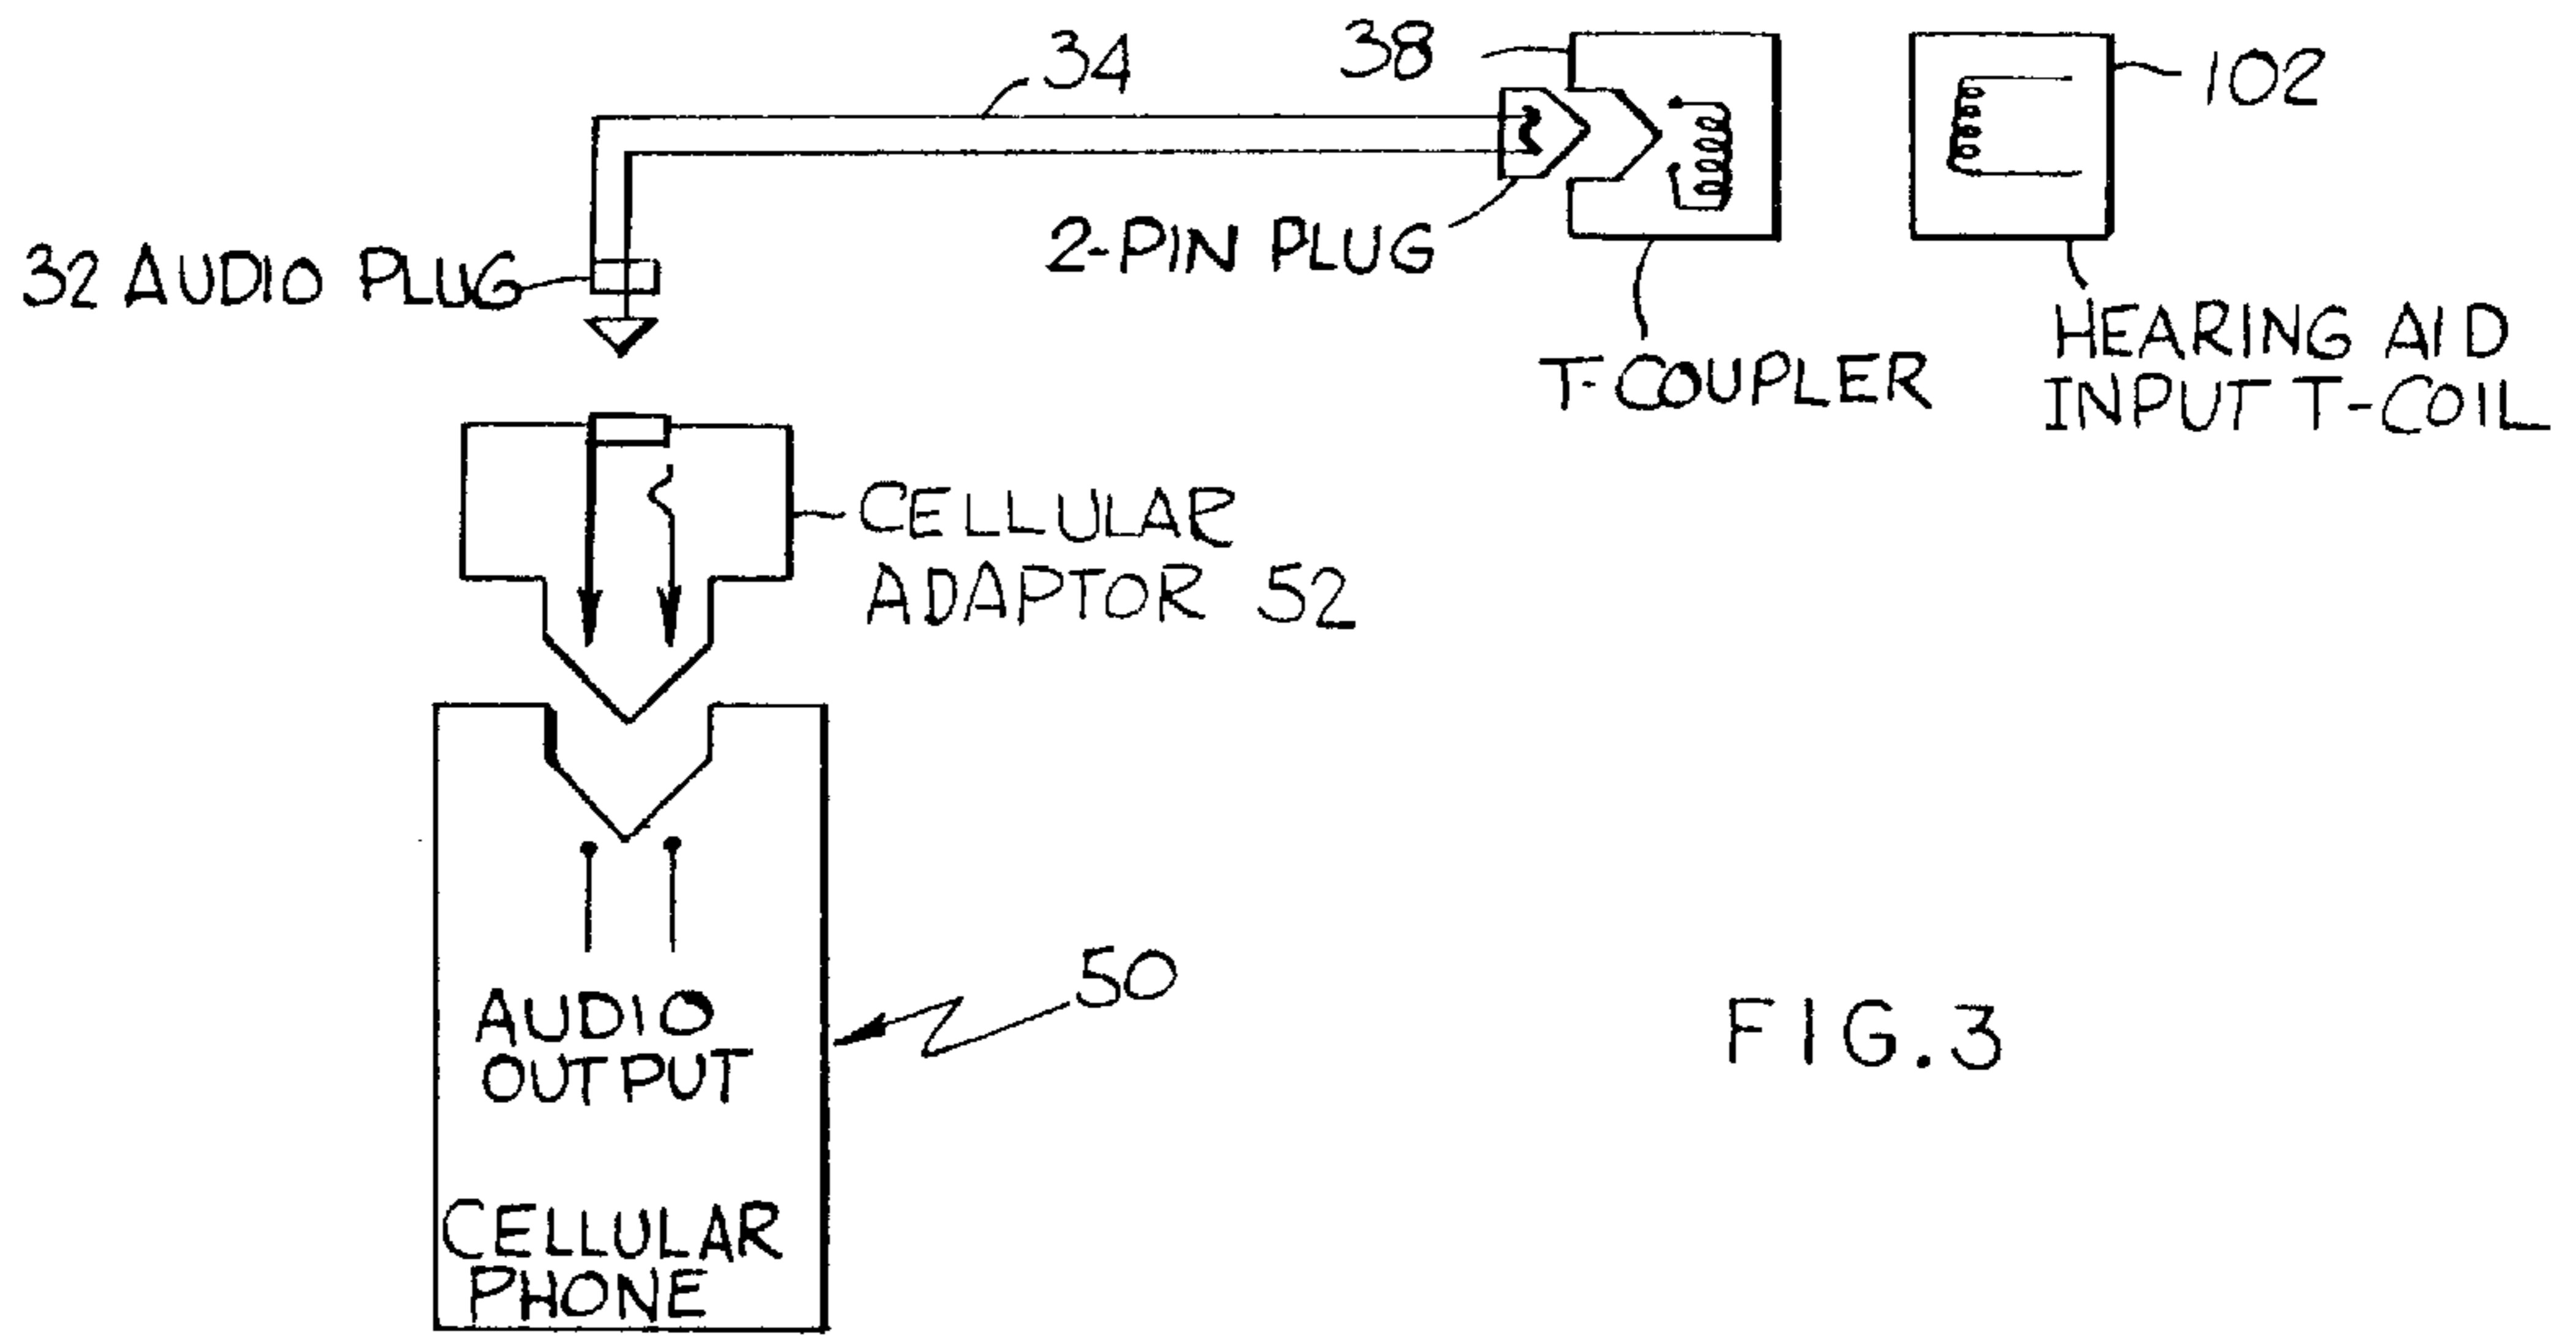 34
38
102
2-PIN PLUG
32 AUDIO PLUG
T-COUPLER
HEARING AID
INPUT T-COIL
CELLULAR
ADAPTOR 52
50
AUDIO
OUTPUT
CELLULAR
PHONE
FIG.3